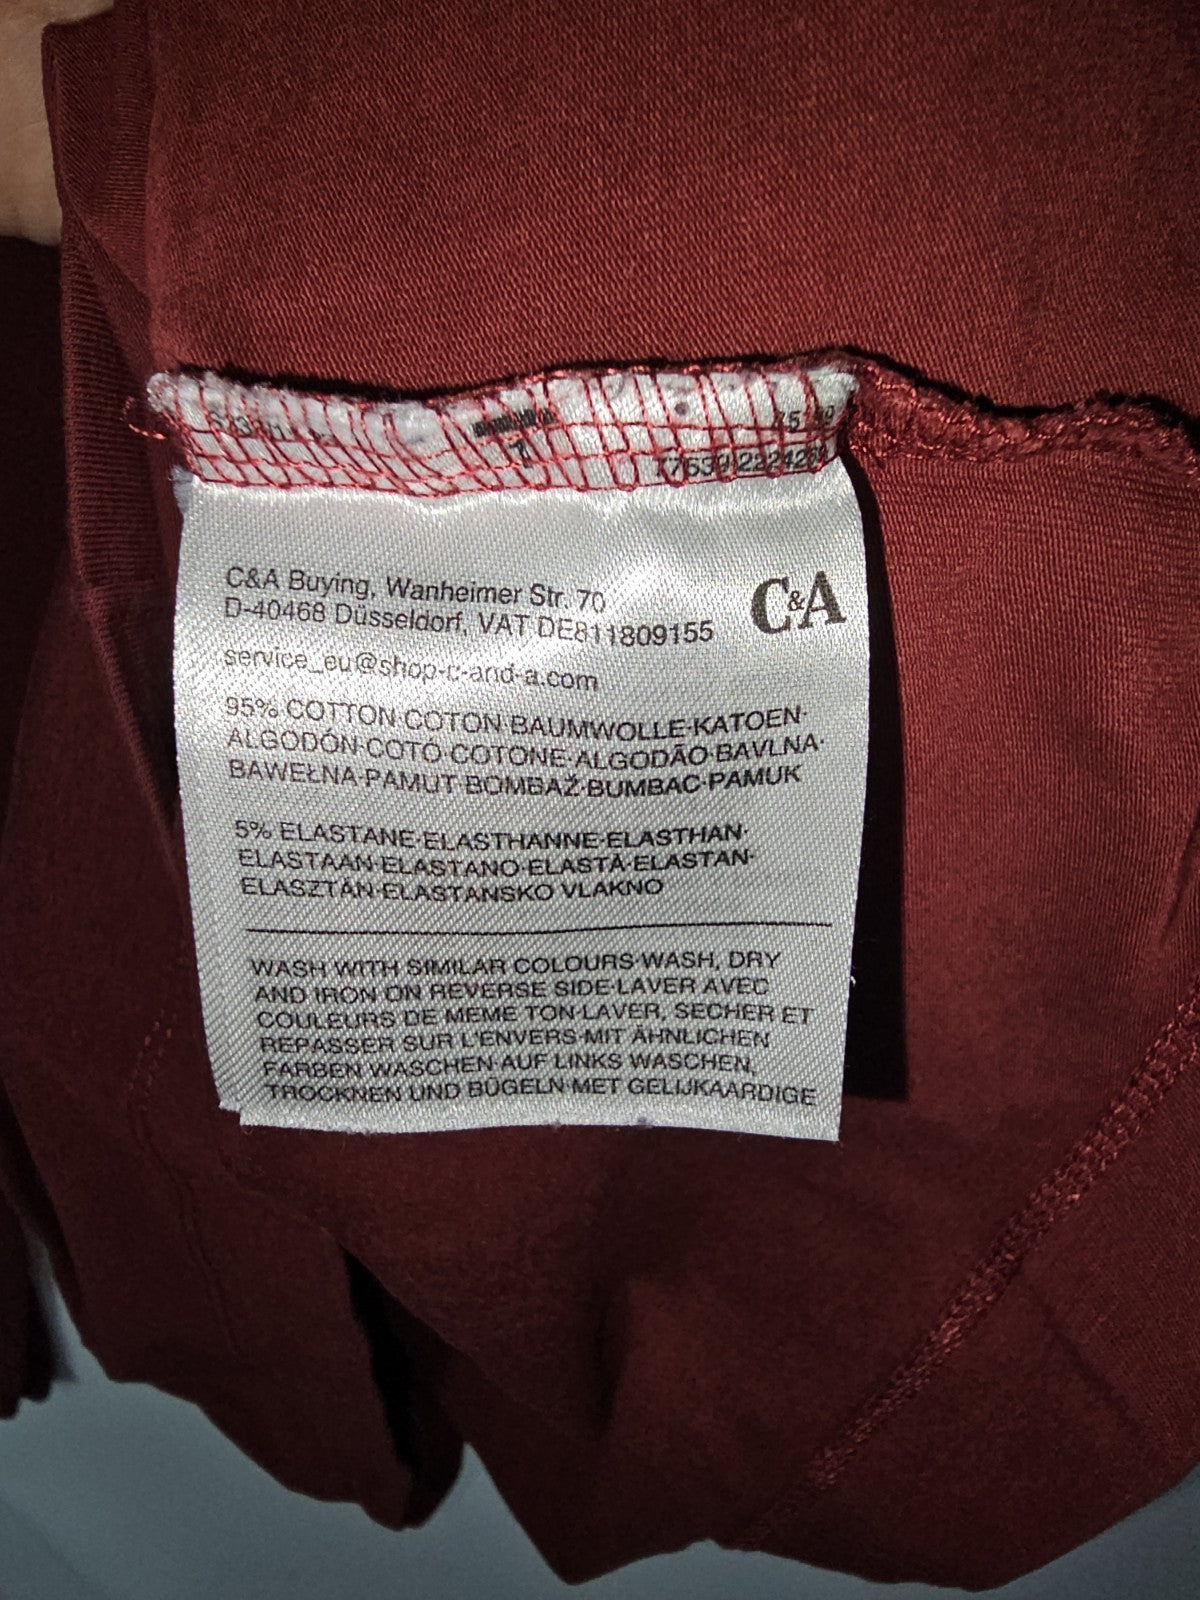 C&A Buying, Wanheimer Str. 70
D-40468 Düsseldorf, VAT DE811809155
C&A
service_eu@shop-c-and-a.com
95% COTTON·COTON·BAUMWOLLE·KATOEN·
ALGODÓN·COTÓ·COTONE·ALGODÃO·BAVLNA·
BAWEŁNA·PAMUT·BOMBAŽ·BUMBAC·PAMUK
5% ELASTANE·ELASTHANNE·ELASTHAN·
ELASTAAN·ELASTANO·ELASTÀ·ELASTAN·
ELASZTÁN·ELASTANSKO VLAKNO
WASH WITH SIMILAR COLOURS·WASH, DRY
AND IRON ON REVERSE SIDE·LAVER AVEC
COULEURS DE MEME TON·LAVER, SECHER ET
REPASSER SUR L'ENVERS·MIT ÄHNLICHEN
FARBEN WASCHEN·AUF LINKS WASCHEN,
TROCKNEN UND BÜGELN·MET GELIJKAARDIGE